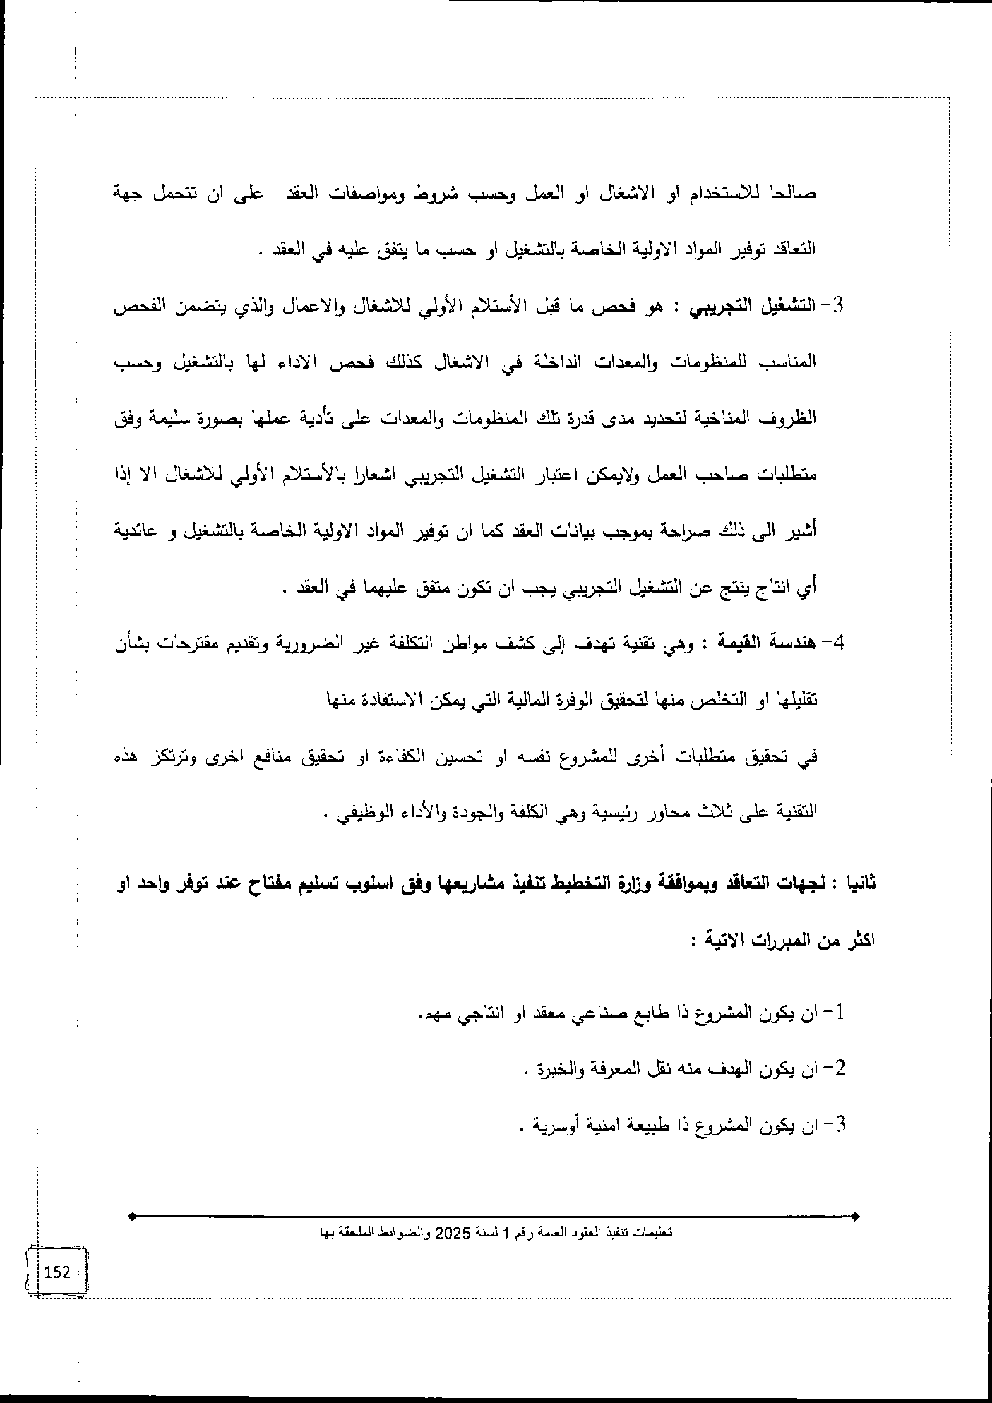 صالحا للاستخدام او الاشغال او العمل وحسب شروط ومواصفات العقد على ان تتحمل جهة
التعاقد توفير المواد الاولية الخاصة بالتشغيل او حسب ما يتفق عليه في العقد .
3- التشغيل التجريبي : هو فحص ما قبل الأستلام الأولي للاشغال والاعمال والذي يتضمن الفحص
المناسب للمنظومات والمعدات الداخلة في الاشغال كذلك فحص الاداء لها بالتشغيل وحسب
الظروف المناخية لتحديد مدى قدرة تلك المنظومات والمعدات على تأدية عملها بصورة سليمة وفق
متطلبات صاحب العمل ولايمكن اعتبار التشغيل التجريبي اشعارا بالأستلام الأولي للاشغال الا إذا
أشير الى ذلك صراحة بموجب بيانات العقد كما ان توفير المواد الاولية الخاصة بالتشغيل و عائدية
أي انتاج ينتج عن التشغيل التجريبي يجب ان تكون متفق عليهما في العقد .
4- هندسة القيمة : وهي تقنية تهدف إلى كشف مواطن التكلفة غير الضرورية وتقديم مقترحات بشأن
تقليلها او التخلص منها لتحقيق الوفرة المالية التي يمكن الاستفادة منها
في تحقيق متطلبات أخرى للمشروع نفسه او تحسين الكفاءة او تحقيق منافع اخرى وترتكز هذه
التقنية على ثلاث محاور رئيسية وهي الكلفة والجودة والأداء الوظيفي .
ثانيا : لجهات التعاقد وبموافقة وزارة التخطيط تنفيذ مشاريعها وفق اسلوب تسليم مفتاح عند توفر واحد او
اكثر من المبررات الاتية :
1- ان يكون المشروع ذا طابع صناعي معقد او انتاجي مهم.
2- ان يكون الهدف منه نقل المعرفة والخبرة .
3- ان يكون المشروع ذا طبيعة امنية أوسرية .
تعليمات تنفيذ العقود العامة رقم 1 لسنة 2025 والضوابط الملحقة بها
152